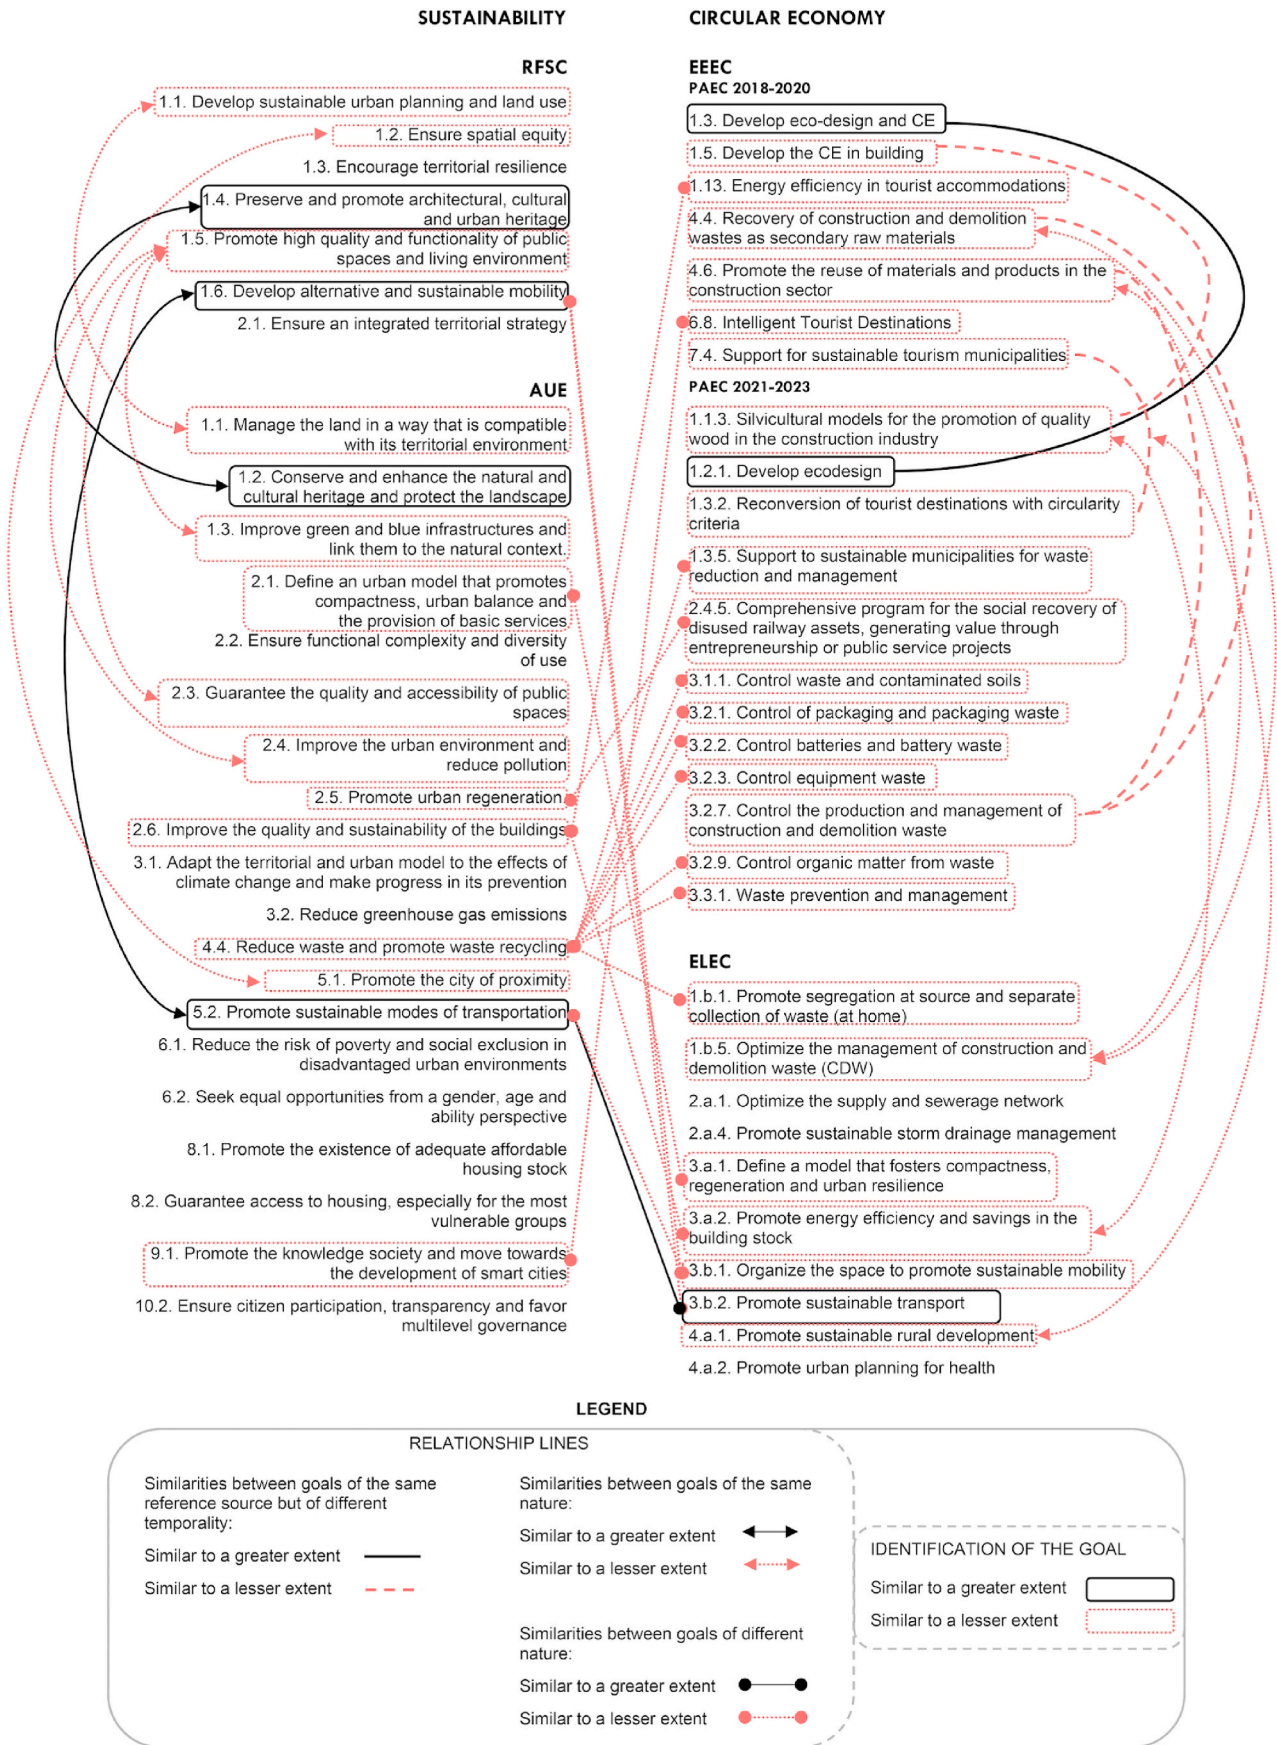 SUSTAINABILITY
RFSC
1.1. Develop sustainable urban planning and land use
1.2. Ensure spatial equity
1.3. Encourage territorial resilience
1.4. Preserve and promote architectural, cultural
and urban heritage
1.5. Promote high quality and functionality of public
spaces and living environment
1.6. Develop alternative and sustainable mobility
2.1. Ensure an integrated territorial strategy
AUE
1.1. Manage the land in a way that is compatible
with its territorial environment
1.2. Conserve and enhance the natural and
cultural heritage and protect the landscape
1.3. Improve green and blue infrastructures and
link them to the natural context.
2.1. Define an urban model that promotes
compactness, urban balance and
the provision of basic services
2.2. Ensure functional complexity and diversity
of use
2.3. Guarantee the quality and accessibility of public
spaces
2.4. Improve the urban environment and
reduce pollution
2.5. Promote urban regeneration.
2.6. Improve the quality and sustainability of the buildings
3.1. Adapt the territorial and urban model to the effects of
climate change and make progress in its prevention
3.2. Reduce greenhouse gas emissions
4.4. Reduce waste and promote waste recycling
5.1. Promote the city of proximity
5.2. Promote sustainable modes of transportation
6.1. Reduce the risk of poverty and social exclusion in
disadvantaged urban environments
6.2. Seek equal opportunities from a gender, age and
ability perspective
8.1. Promote the existence of adequate affordable
housing stock
8.2. Guarantee access to housing, especially for the most
vulnerable groups
9.1. Promote the knowledge society and move towards
the development of smart cities
10.2. Ensure citizen participation, transparency and favor
multilevel governance
CIRCULAR ECONOMY
EEEC
PAEC 2018-2020
1.3. Develop eco-design and CE
1.5. Develop the CE in building
1.13. Energy efficiency in tourist accommodations
4.4. Recovery of construction and demolition
wastes as secondary raw materials
4.6. Promote the reuse of materials and products in the
construction sector
6.8. Intelligent Tourist Destinations
7.4. Support for sustainable tourism municipalities
PAEC 2021-2023
1.1.3. Silvicultural models for the promotion of quality
wood in the construction industry
1.2.1. Develop ecodesign
1.3.2. Reconversion of tourist destinations with circularity
criteria
1.3.5. Support to sustainable municipalities for waste
reduction and management
2.4.5. Comprehensive program for the social recovery of
disused railway assets, generating value through
entrepreneurship or public service projects
3.1.1. Control waste and contaminated soils
3.2.1. Control of packaging and packaging waste
3.2.2. Control batteries and battery waste
3.2.3. Control equipment waste
3.2.7. Control the production and management of
construction and demolition waste
3.2.9. Control organic matter from waste
3.3.1. Waste prevention and management
ELEC
1.b.1. Promote segregation at source and separate
collection of waste (at home)
1.b.5. Optimize the management of construction and
demolition waste (CDW)
2.a.1. Optimize the supply and sewerage network
2.a.4. Promote sustainable storm drainage management
3.a.1. Define a model that fosters compactness,
regeneration and urban resilience
3.a.2. Promote energy efficiency and savings in the
building stock
3.b.1. Organize the space to promote sustainable mobility
3.b.2. Promote sustainable transport
4.a.1. Promote sustainable rural development
4.a.2. Promote urban planning for health
LEGEND
RELATIONSHIP LINES
Similarities between goals of the same
reference source but of different
temporality:
Similar to a greater extent
Similar to a lesser extent
Similarities between goals of the same
nature:
Similar to a greater extent
Similar to a lesser extent
Similarities between goals of different
nature:
Similar to a greater extent
Similar to a lesser extent
IDENTIFICATION OF THE GOAL
Similar to a greater extent
Similar to a lesser extent